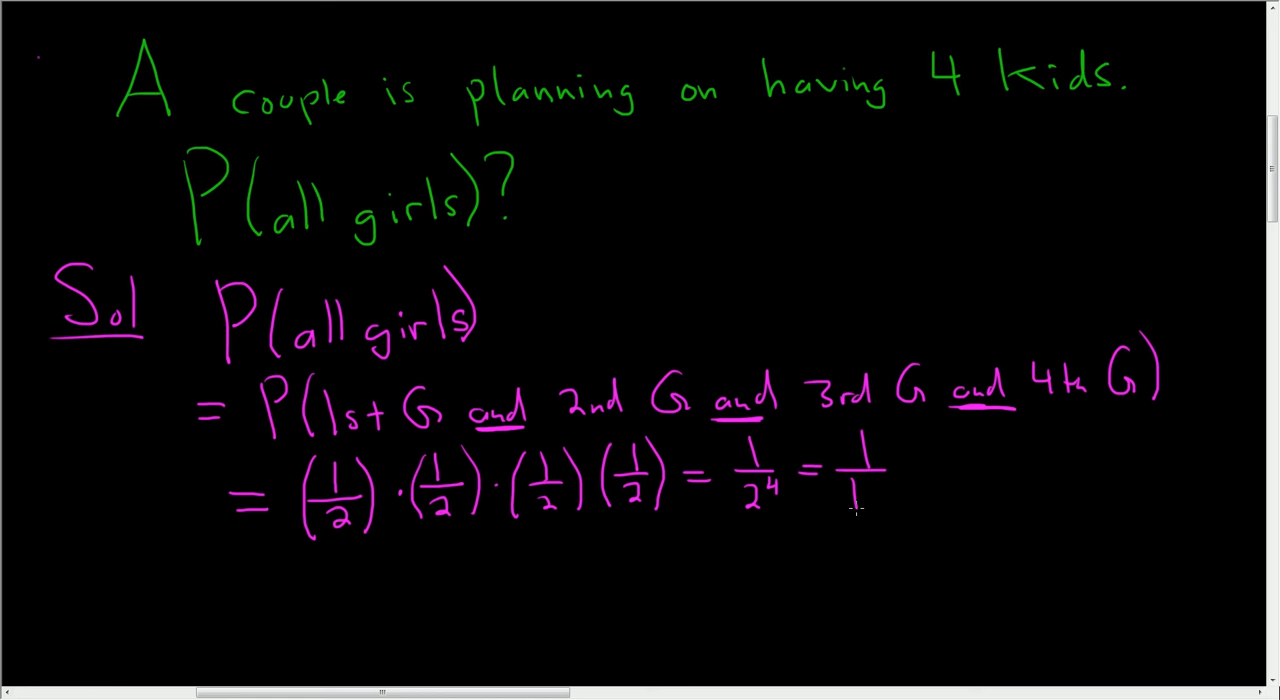 A couple is planning on having 4 kids.
P(all girls)?
Sol P(all girls)
= P(1st G and 2nd G and 3rd G and 4th G)
= (1/2) · (1/2) · (1/2) (1/2) = 1/2⁴ = 1/1